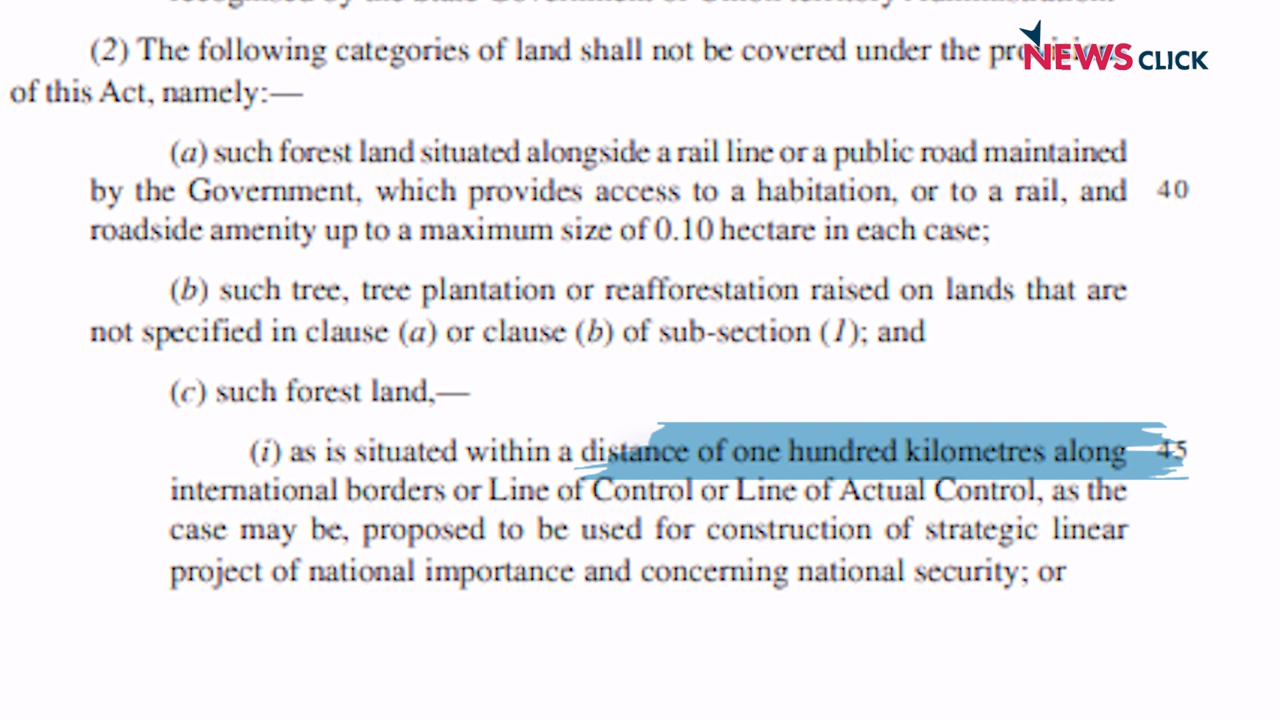 (2) The following categories of land shall not be covered under the
of this Act, namely:—
NEWS CLICK
(a) such forest land situated alongside a rail line or a public road maintained
by the Government, which provides access to a habitation, or to a rail, and 40
roadside amenity up to a maximum size of 0.10 hectare in each case;
(b) such tree, tree plantation or reafforestation raised on lands that are
not specified in clause (a) or clause (b) of sub-section (1); and
(c) such forest land,—
(i) as is situated within a distance of one hundred kilometres along 45
international borders or Line of Control or Line of Actual Control, as the
case may be, proposed to be used for construction of strategic linear
project of national importance and concerning national security; or